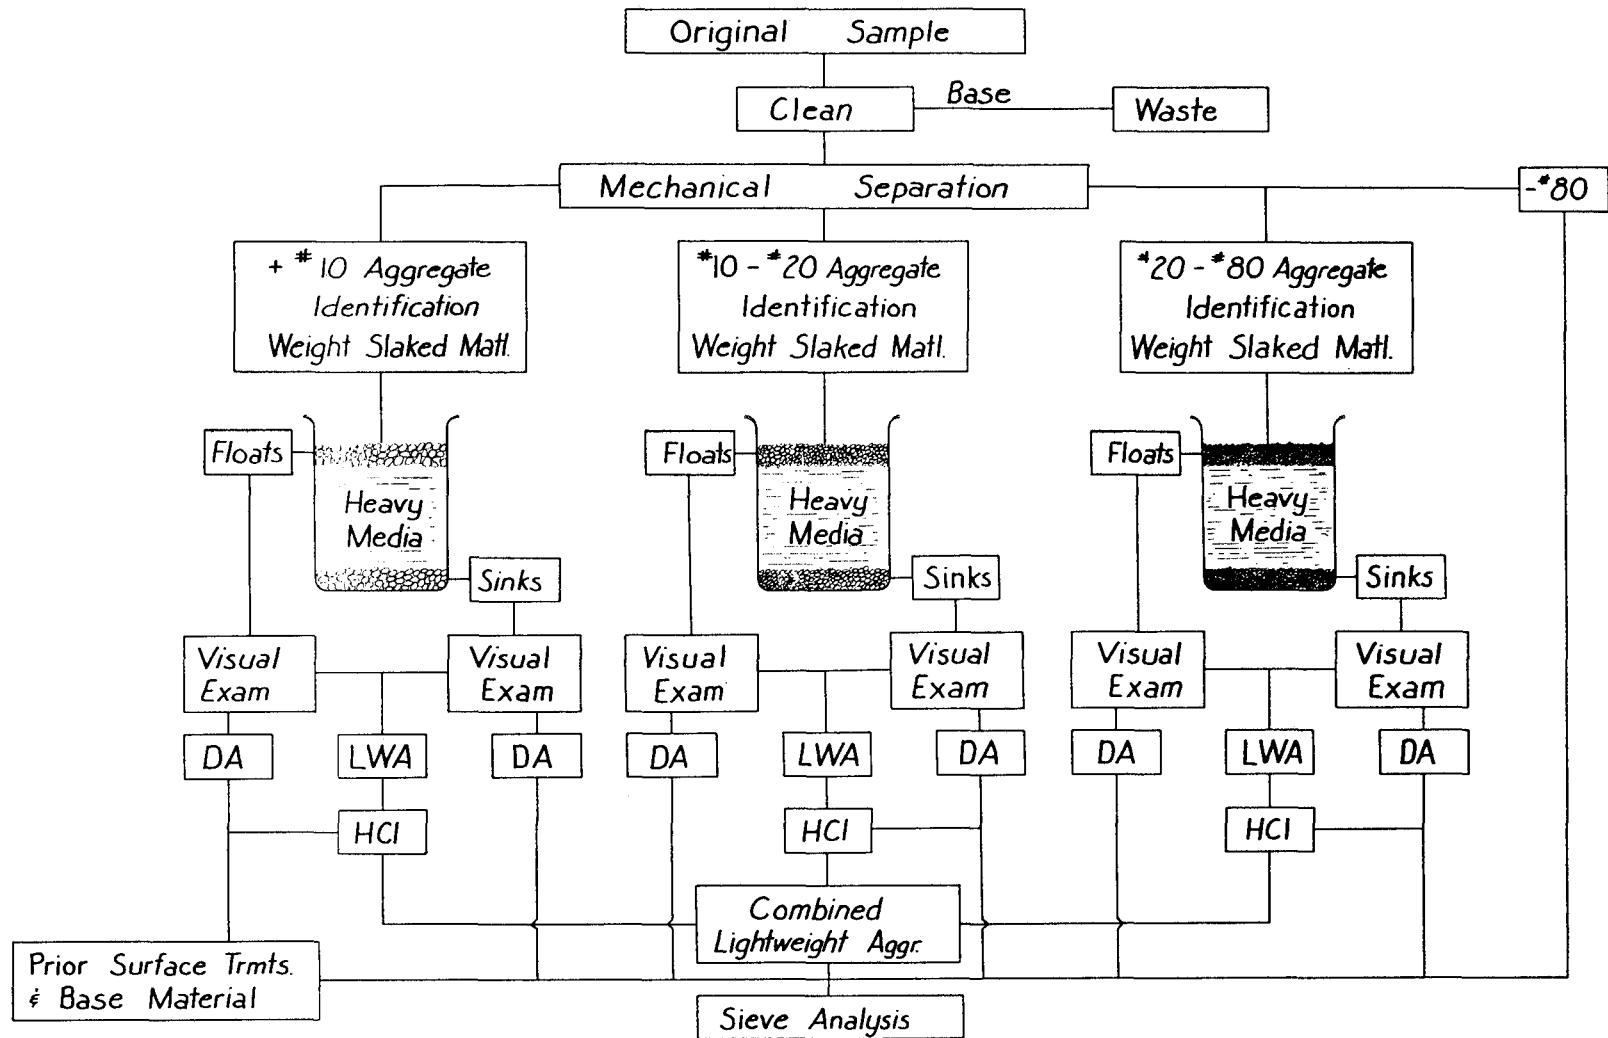 Original Sample
Clean
Base
Waste
Mechanical Separation
-#80
+ #10 Aggregate
Identification
Weight Slaked Matl.
#10 - #20 Aggregate
Identification
Weight Slaked Matl.
#20 - #80 Aggregate
Identification
Weight Slaked Matl.
Floats
Heavy
Media
Sinks
Floats
Heavy
Media
Sinks
Floats
Heavy
Media
Sinks
Visual
Exam
Visual
Exam
Visual
Exam
Visual
Exam
Visual
Exam
Visual
Exam
DA
LWA
DA
DA
LWA
DA
DA
LWA
DA
HCl
HCl
HCl
Combined
Lightweight Aggr.
Prior Surface Trmts.
& Base Material
Sieve Analysis